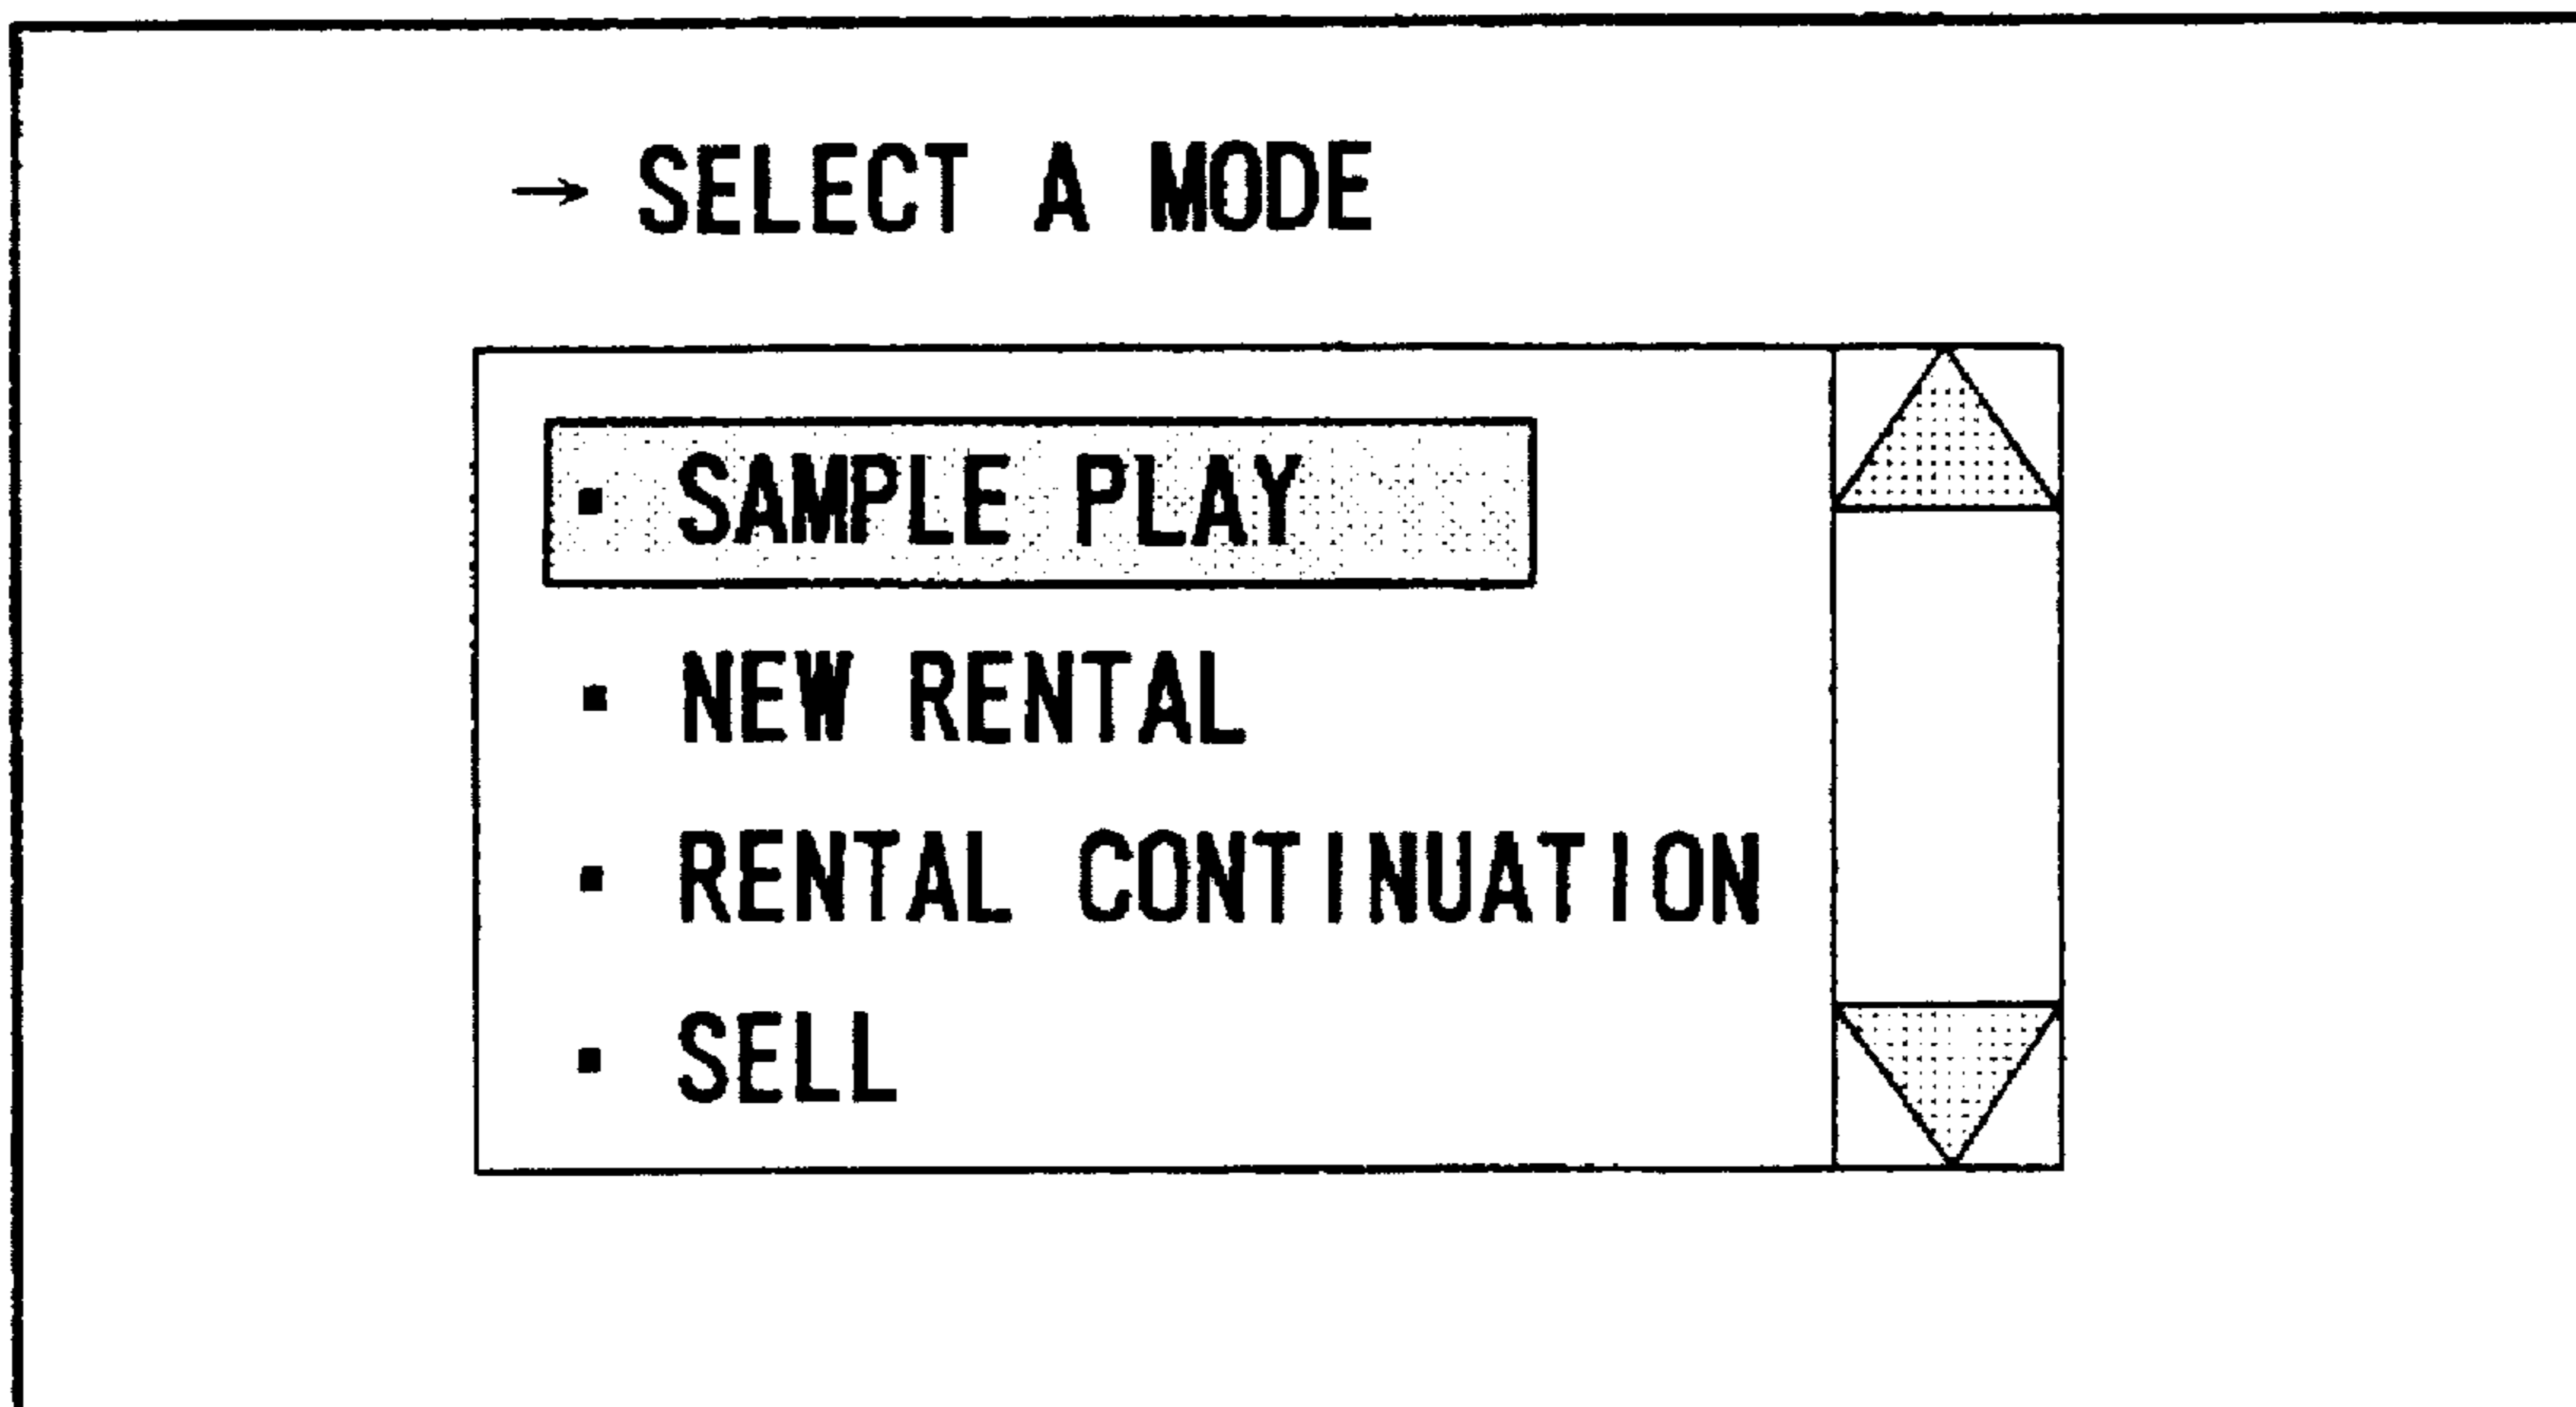 → SELECT A MODE
▪ SAMPLE PLAY
▪ NEW RENTAL
▪ RENTAL CONTINUATION
▪ SELL